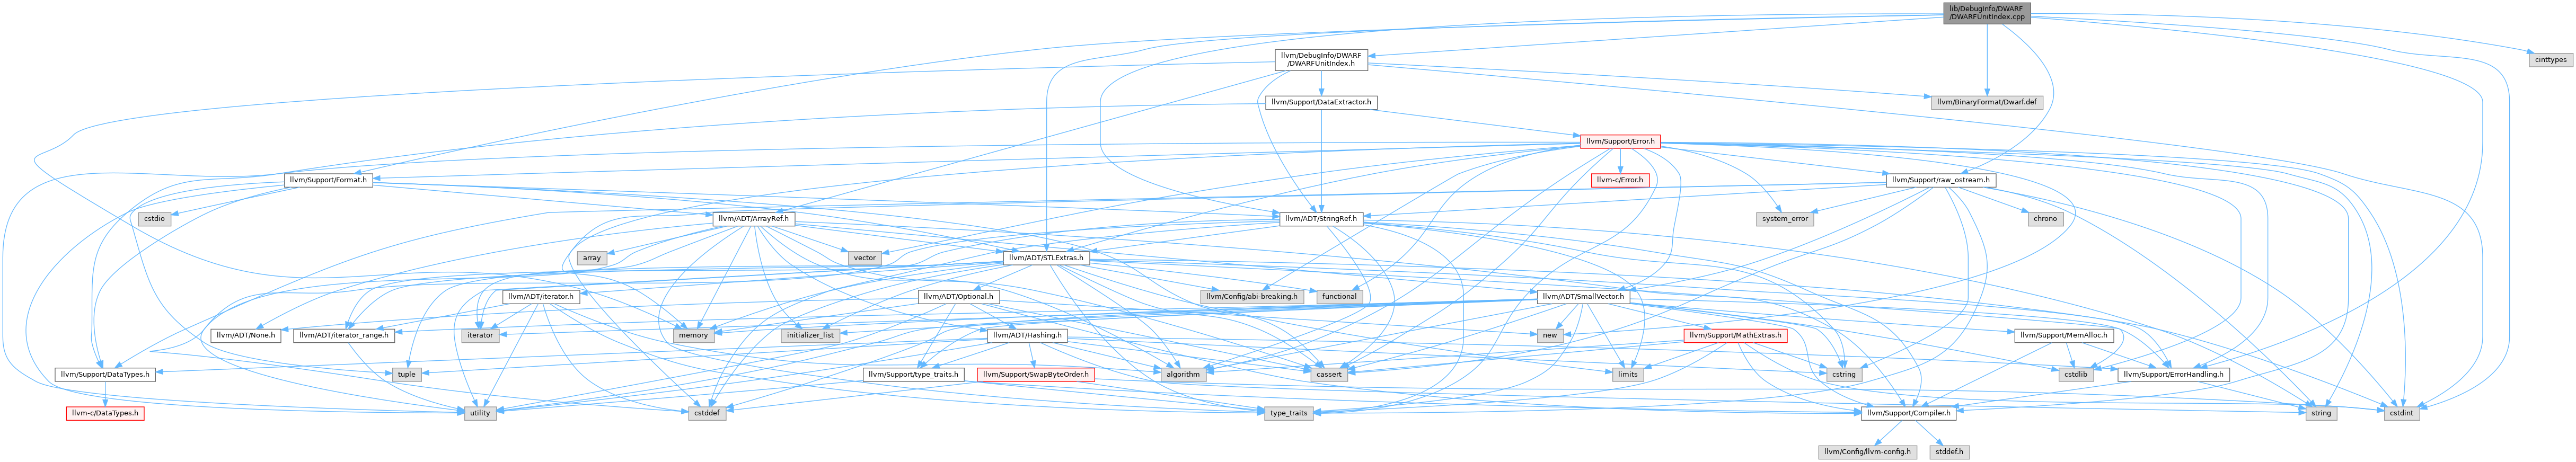 lib/DebugInfo/DWARF
/DWARFUnitIndex.cpp
llvm/DebugInfo/DWARF
/DWARFUnitIndex.h
cinttypes
llvm/Support/DataExtractor.h
llvm/BinaryFormat/Dwarf.def
llvm/Support/Error.h
llvm/Support/Format.h
llvm-c/Error.h
llvm/Support/raw_ostream.h
cstdio
llvm/ADT/ArrayRef.h
llvm/ADT/StringRef.h
system_error
chrono
array
vector
llvm/ADT/STLExtras.h
llvm/ADT/iterator.h
llvm/ADT/Optional.h
llvm/Config/abi-breaking.h
functional
llvm/ADT/SmallVector.h
llvm/ADT/None.h
llvm/ADT/iterator_range.h
iterator
memory
initializer_list
llvm/ADT/Hashing.h
new
llvm/Support/MathExtras.h
llvm/Support/MemAlloc.h
llvm/Support/DataTypes.h
tuple
llvm/Support/type_traits.h
llvm/Support/SwapByteOrder.h
algorithm
cassert
limits
cstring
cstdlib
llvm/Support/ErrorHandling.h
llvm-c/DataTypes.h
utility
cstddef
type_traits
llvm/Support/Compiler.h
string
cstdint
llvm/Config/llvm-config.h
stddef.h